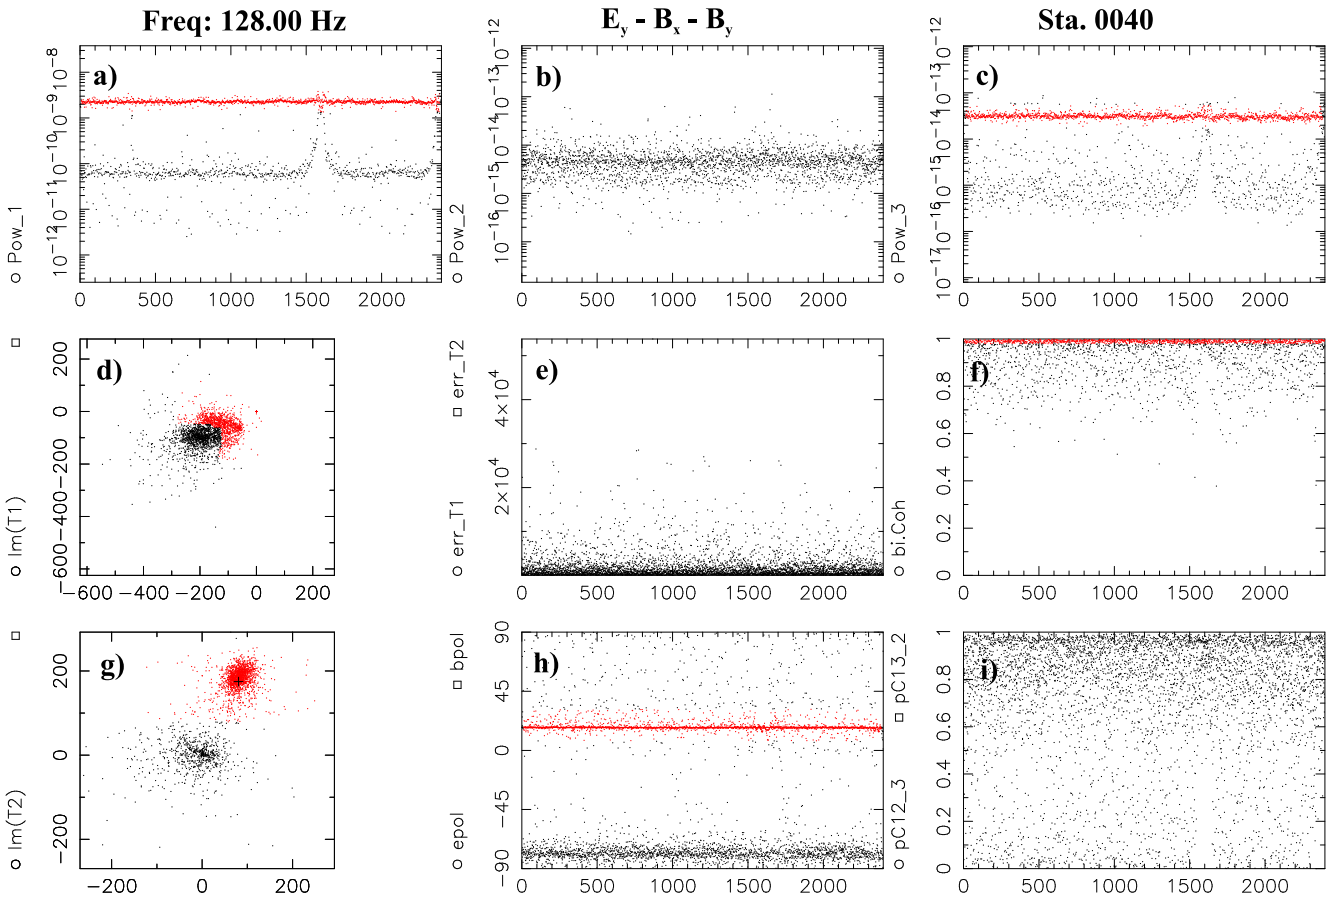 Freq: 128.00 Hz
E_y - B_x - B_y
Sta. 0040
a)
○ Pow_1
10⁻⁸
10⁻⁹
10⁻¹⁰
10⁻¹¹
10⁻¹²
10⁻¹²
0 500 1000 1500 2000
b)
○ Pow_2
10⁻¹²
10⁻¹³
10⁻¹⁴
10⁻¹⁵
10⁻¹⁶
0 500 1000 1500 2000
c)
○ Pow_3
10⁻¹²
10⁻¹³
10⁻¹⁴
10⁻¹⁵
10⁻¹⁶
10⁻¹⁷
0 500 1000 1500 2000
d)
○ Im(T1) □
200
0
−200
−400
−600
−600 −400 −200 0 200
e)
○ err_T1 □ err_T2
4×10⁴
2×10⁴
0 500 1000 1500 2000
f)
○ bi.Coh
1
0.8
0.6
0.4
0.2
0
0 500 1000 1500 2000
g)
○ Im(T2) □
200
0
−200
−200 0 200
h)
○ epol □ bpol
90
45
0
−45
−90
0 500 1000 1500 2000
i)
○ pC12_3 □ pC13_2
1
0.8
0.6
0.4
0.2
0
0 500 1000 1500 2000